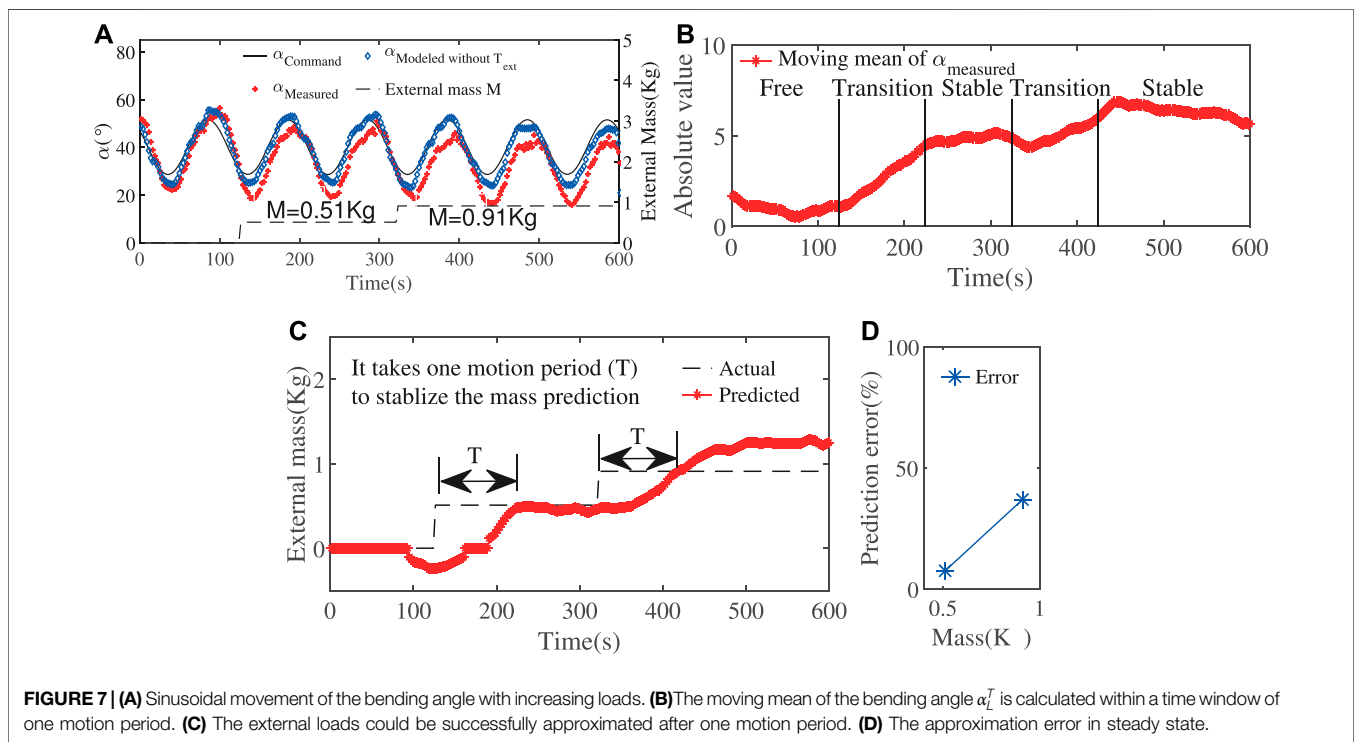 A
α Command
α Modeled without T ext
α Measured
External mass M
80
60
40
20
0
α(°)
5
4
3
2
1
0
External Mass(Kg)
M=0.51Kg
M=0.91Kg
0 100 200 300 400 500 600
Time(s)
B
10
5
0
Absolute value
Moving mean of α measured
Free Transition Stable Transition Stable
0 100 200 300 400 500 600
Time(s)
C
It takes one motion period (T)
to stablize the mass prediction
Actual
Predicted
2
1
0
External mass(Kg)
T
T
0 100 200 300 400 500 600
Time(s)
D
100
50
0
Prediction error(%)
Error
0.5 1
Mass(K )
FIGURE 7 | (A) Sinusoidal movement of the bending angle with increasing loads. (B)The moving mean of the bending angle α_L^T is calculated within a time window of
one motion period. (C) The external loads could be successfully approximated after one motion period. (D) The approximation error in steady state.